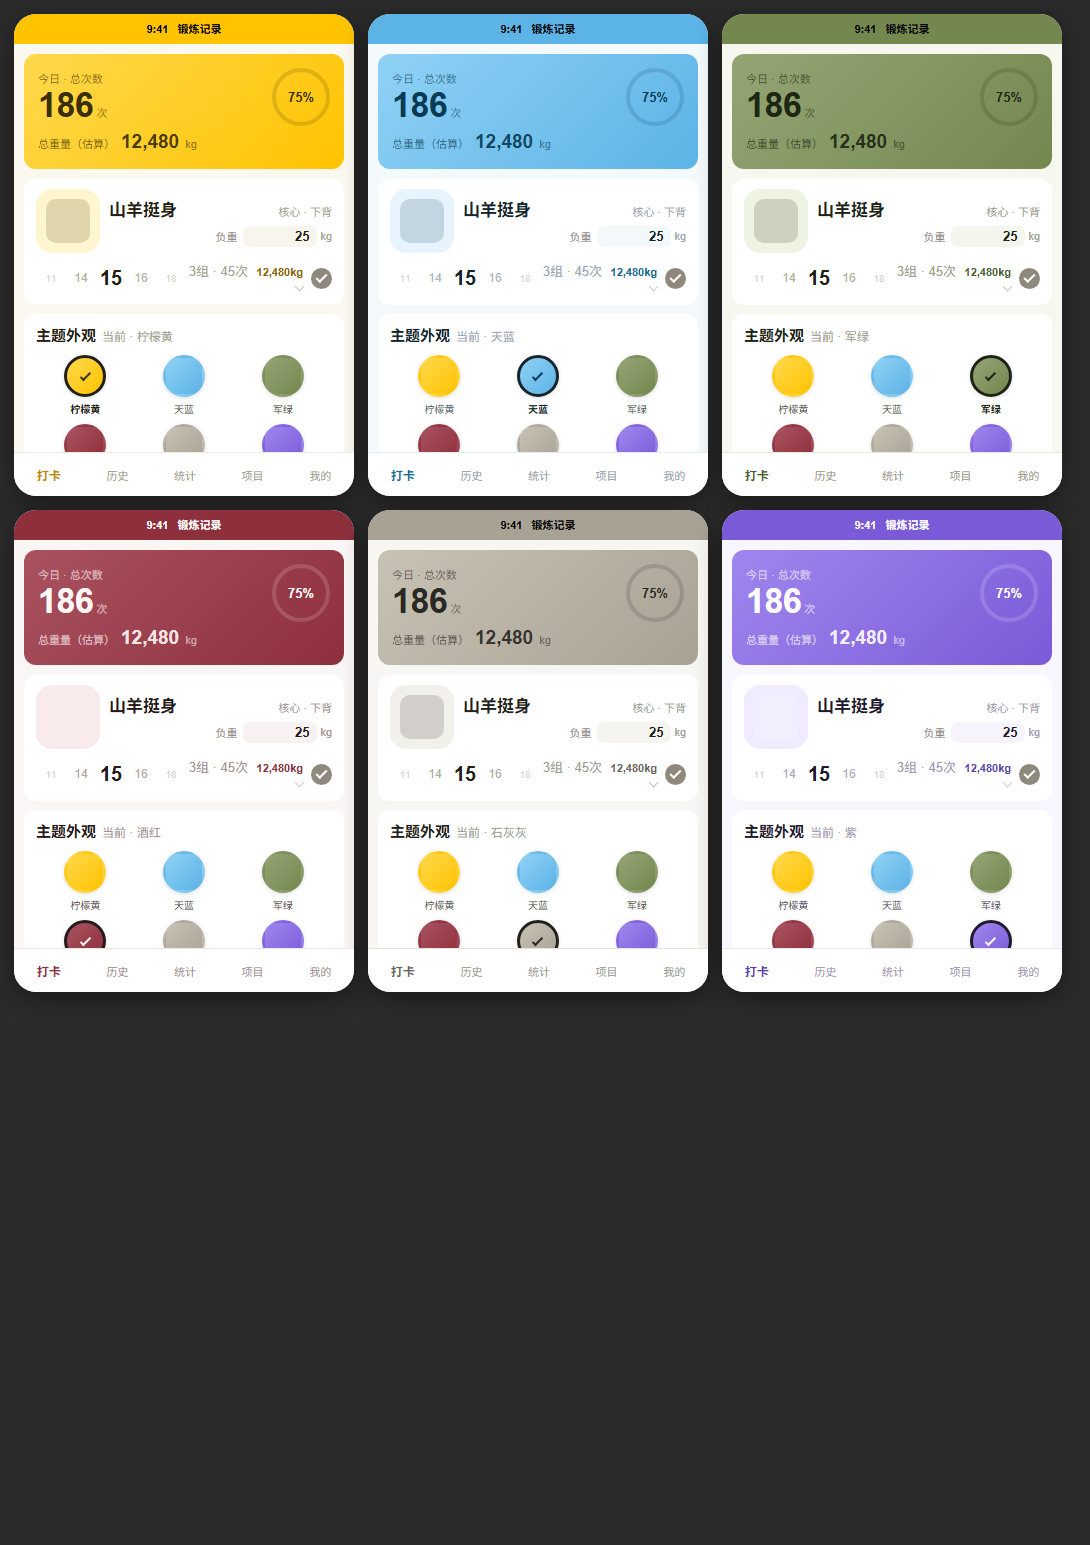 9:41 锻炼记录
今日 · 总次数
186 次
75%
总重量（估算） 12,480 kg
山羊挺身
核心 · 下背
负重 25 kg
11 14 15 16 18 3组 · 45次 12,480kg
主题外观 当前 · 柠檬黄
柠檬黄 天蓝 军绿
打卡 历史 统计 项目 我的
9:41 锻炼记录
今日 · 总次数
186 次
75%
总重量（估算） 12,480 kg
山羊挺身
核心 · 下背
负重 25 kg
11 14 15 16 18 3组 · 45次 12,480kg
主题外观 当前 · 天蓝
柠檬黄 天蓝 军绿
打卡 历史 统计 项目 我的
9:41 锻炼记录
今日 · 总次数
186 次
75%
总重量（估算） 12,480 kg
山羊挺身
核心 · 下背
负重 25 kg
11 14 15 16 18 3组 · 45次 12,480kg
主题外观 当前 · 军绿
柠檬黄 天蓝 军绿
打卡 历史 统计 项目 我的
9:41 锻炼记录
今日 · 总次数
186 次
75%
总重量（估算） 12,480 kg
山羊挺身
核心 · 下背
负重 25 kg
11 14 15 16 18 3组 · 45次 12,480kg
主题外观 当前 · 酒红
柠檬黄 天蓝 军绿
打卡 历史 统计 项目 我的
9:41 锻炼记录
今日 · 总次数
186 次
75%
总重量（估算） 12,480 kg
山羊挺身
核心 · 下背
负重 25 kg
11 14 15 16 18 3组 · 45次 12,480kg
主题外观 当前 · 石灰灰
柠檬黄 天蓝 军绿
打卡 历史 统计 项目 我的
9:41 锻炼记录
今日 · 总次数
186 次
75%
总重量（估算） 12,480 kg
山羊挺身
核心 · 下背
负重 25 kg
11 14 15 16 18 3组 · 45次 12,480kg
主题外观 当前 · 紫
柠檬黄 天蓝 军绿
打卡 历史 统计 项目 我的